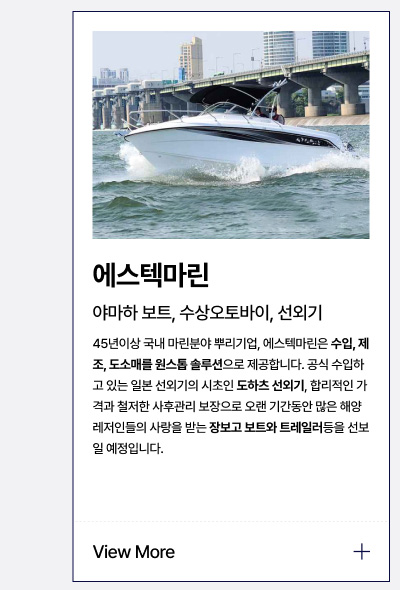 에스텍마린
야마하 보트, 수상오토바이, 선외기
45년이상 국내 마린분야 뿌리기업, 에스텍마린은 수입, 제
조, 도소매를 원스톱 솔루션으로 제공합니다. 공식 수입하
고 있는 일본 선외기의 시초인 도하츠 선외기, 합리적인 가
격과 철저한 사후관리 보장으로 오랜 기간동안 많은 해양
레저인들의 사랑을 받는 장보고 보트와 트레일러등을 선보
일 예정입니다.
View More